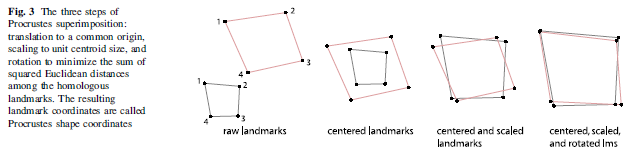 Fig. 3 The three steps of
Procrustes superimposition:
translation to a common origin,
scaling to unit centroid size, and
rotation to minimize the sum of
squared Euclidean distances
among the homologous
landmarks. The resulting
landmark coordinates are called
Procrustes shape coordinates
1
2
3
4
1
2
3
4
raw landmarks
centered landmarks
centered and scaled
landmarks
centered, scaled,
and rotated lms